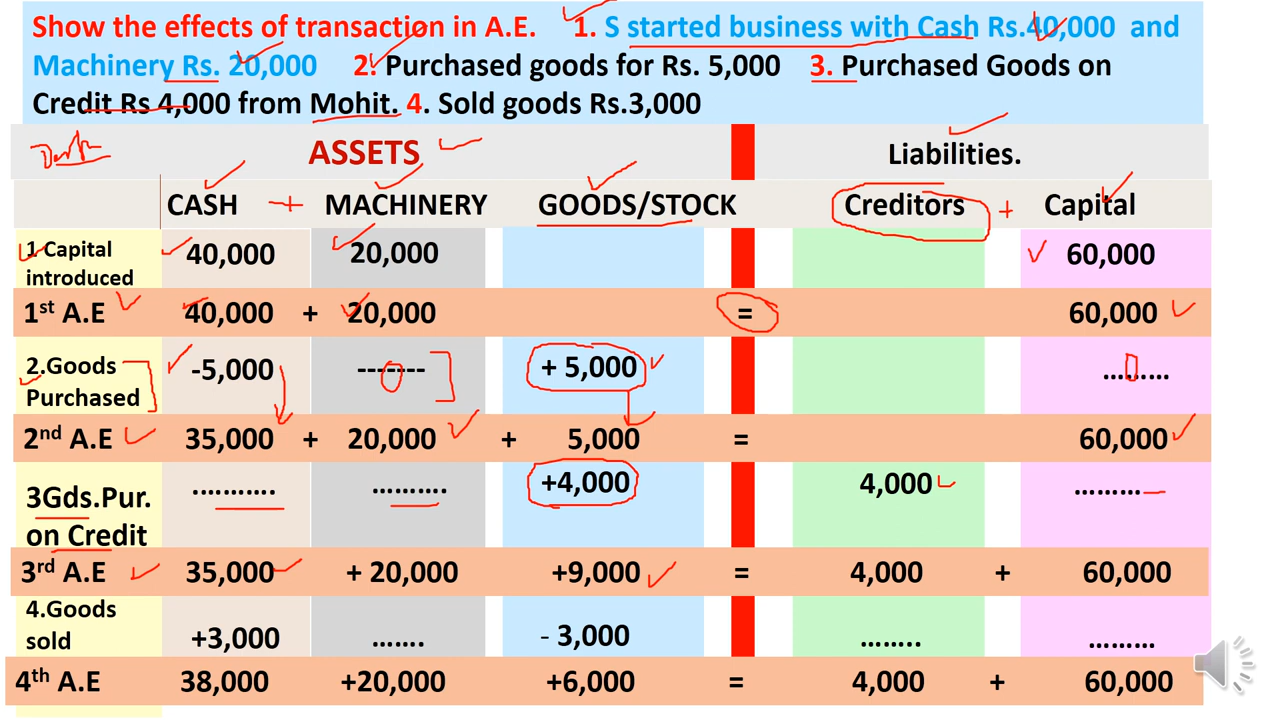 Show the effects of transaction in A.E. 1. S started business with Cash Rs.40,000 and
Machinery Rs. 20,000 2. Purchased goods for Rs. 5,000 3. Purchased Goods on
Credit Rs 4,000 from Mohit. 4. Sold goods Rs.3,000
ASSETS Liabilities.
CASH + MACHINERY GOODS/STOCK Creditors + Capital
1 Capital
introduced 40,000 20,000 60,000
1st A.E 40,000 + 20,000 = 60,000
2.Goods
Purchased -5,000 ------- + 5,000 ………
2nd A.E 35,000 + 20,000 + 5,000 = 60,000
3Gds.Pur.
on Credit ………. ………. +4,000 4,000 ………
3rd A.E 35,000 + 20,000 +9,000 = 4,000 + 60,000
4.Goods
sold +3,000 ……. - 3,000 …….. ………
4th A.E 38,000 +20,000 +6,000 = 4,000 + 60,000